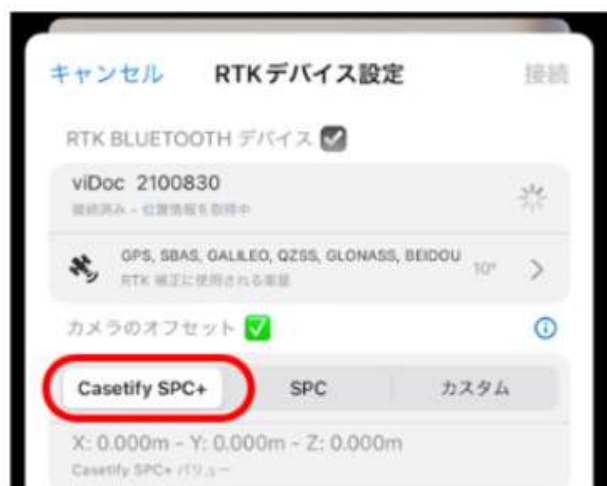 キャンセル RTKデバイス設定 接続
RTK BLUETOOTH デバイス
viDoc 2100830
接続済み - 位置情報を取得中
GPS, SBAS, GALILEO, QZSS, GLONASS, BEIDOU
10°
RTK 補正に使用される衛星
カメラのオフセット
Casetify SPC+ SPC カスタム
X: 0.000m - Y: 0.000m - Z: 0.000m
Casetify SPC+ バリュー